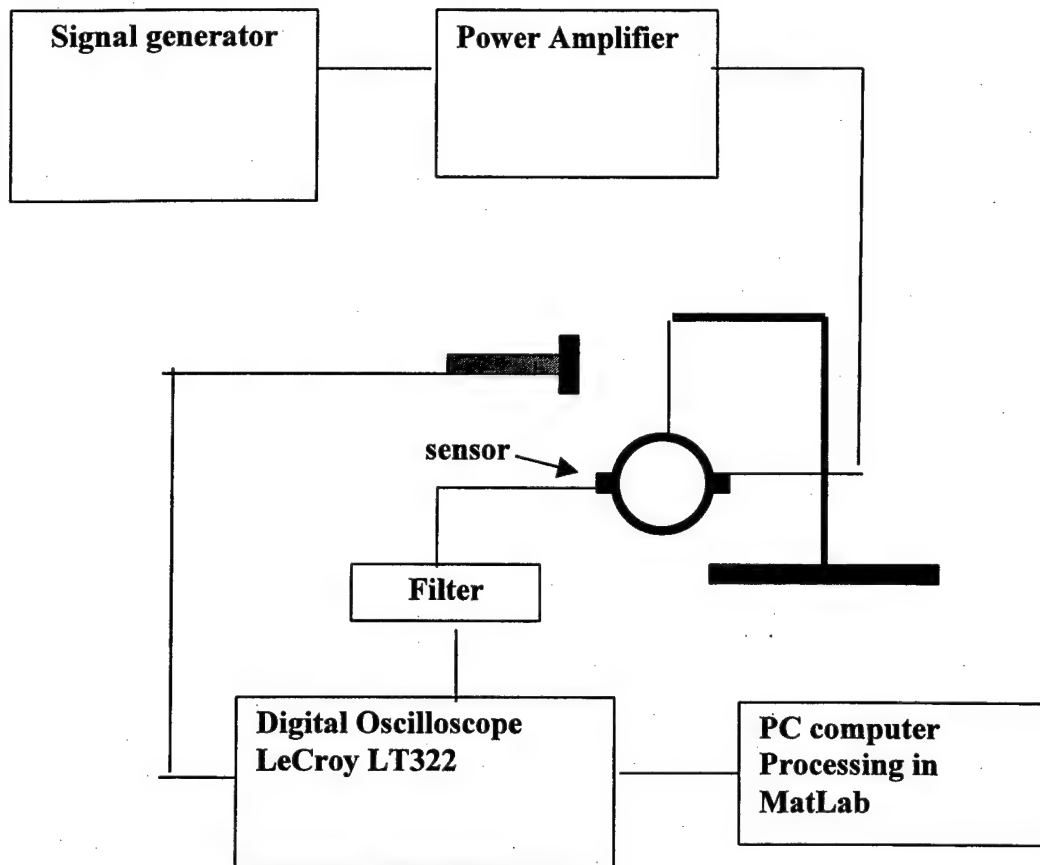 Signal generator
Power Amplifier
sensor
Filter
Digital Oscilloscope
LeCroy LT322
PC computer
Processing in
MatLab